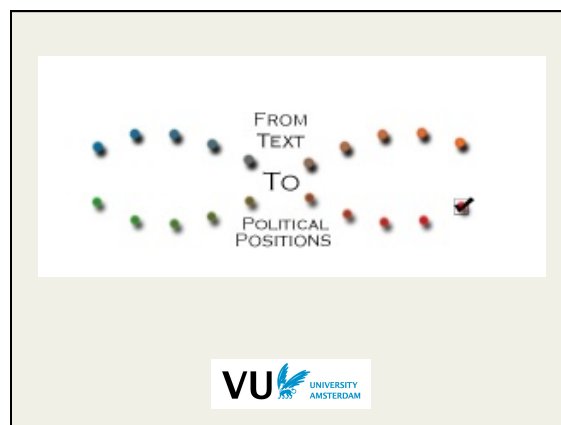 FROM
TEXT
TO
POLITICAL
POSITIONS
VU UNIVERSITY
AMSTERDAM